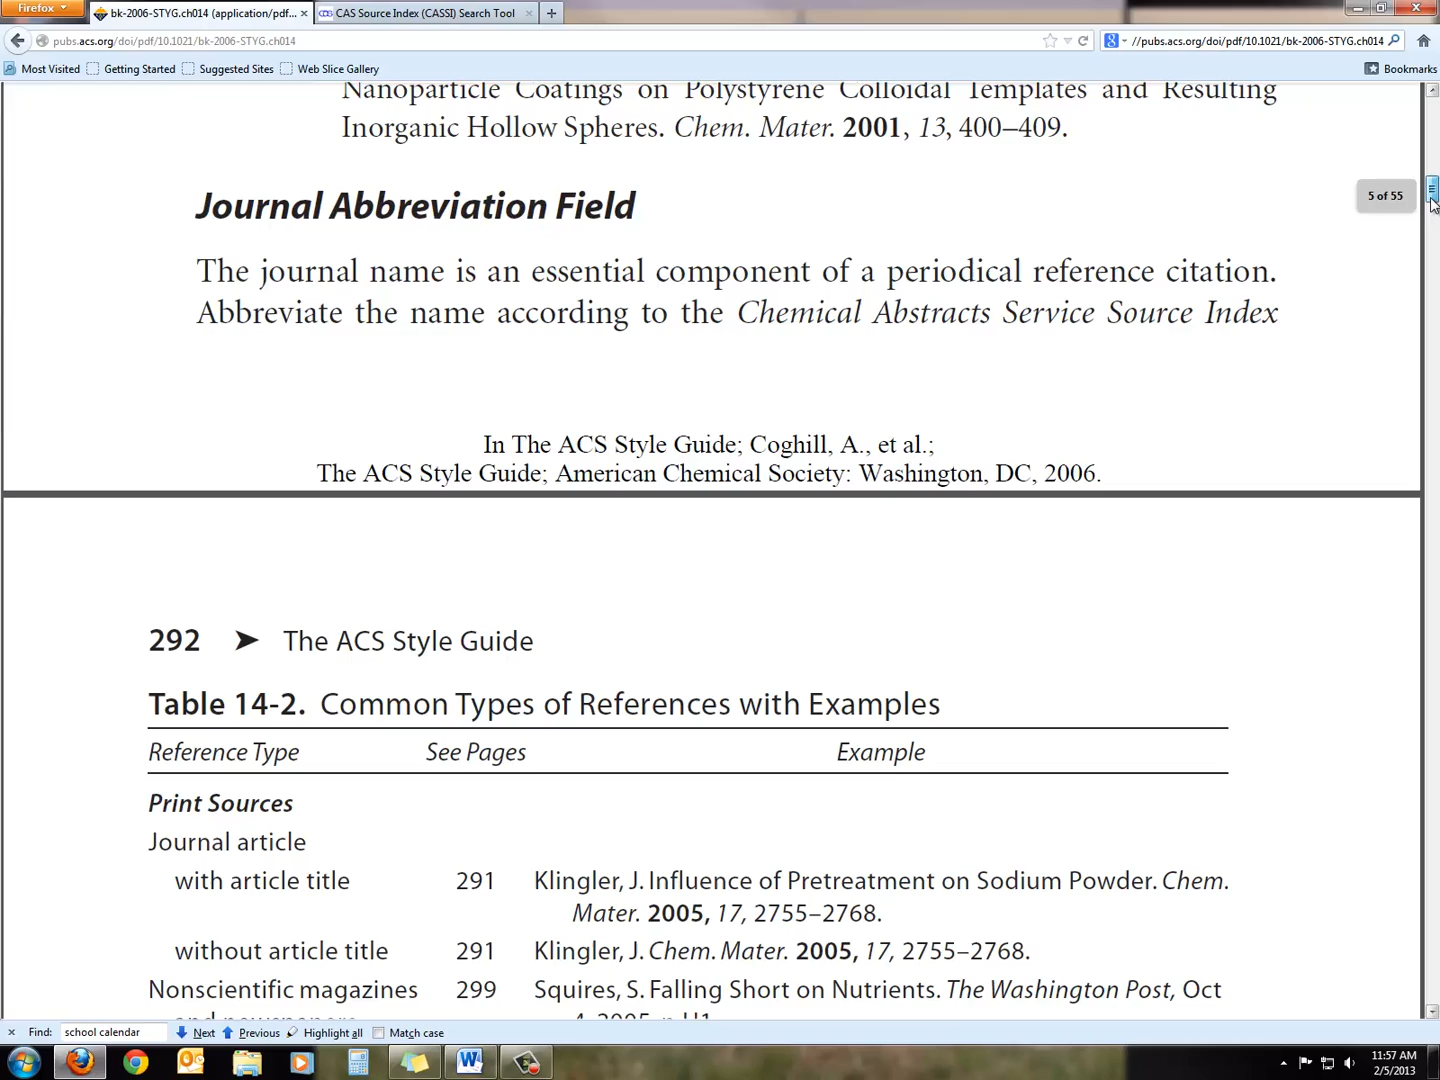 Firefox
bk-2006-STYG.ch014 (application/pdf...
CAS Source Index (CASSI) Search Tool
pubs.acs.org/doi/pdf/10.1021/bk-2006-STYG.ch014
//pubs.acs.org/doi/pdf/10.1021/bk-2006-STYG.ch014
Most Visited
Getting Started
Suggested Sites
Web Slice Gallery
Bookmarks
Nanoparticle Coatings on Polystyrene Colloidal Templates and Resulting
Inorganic Hollow Spheres. Chem. Mater. 2001, 13, 400–409.
Journal Abbreviation Field
5 of 55
The journal name is an essential component of a periodical reference citation.
Abbreviate the name according to the Chemical Abstracts Service Source Index
In The ACS Style Guide; Coghill, A., et al.;
The ACS Style Guide; American Chemical Society: Washington, DC, 2006.
292 ➤ The ACS Style Guide
Table 14-2. Common Types of References with Examples
Reference Type See Pages Example
Print Sources
Journal article
with article title 291 Klingler, J. Influence of Pretreatment on Sodium Powder. Chem.
Mater. 2005, 17, 2755–2768.
without article title 291 Klingler, J. Chem. Mater. 2005, 17, 2755–2768.
Nonscientific magazines 299 Squires, S. Falling Short on Nutrients. The Washington Post, Oct
and newspapers 4, 2005, p H1.
× Find: school calendar Next Previous Highlight all Match case
11:57 AM
2/5/2013